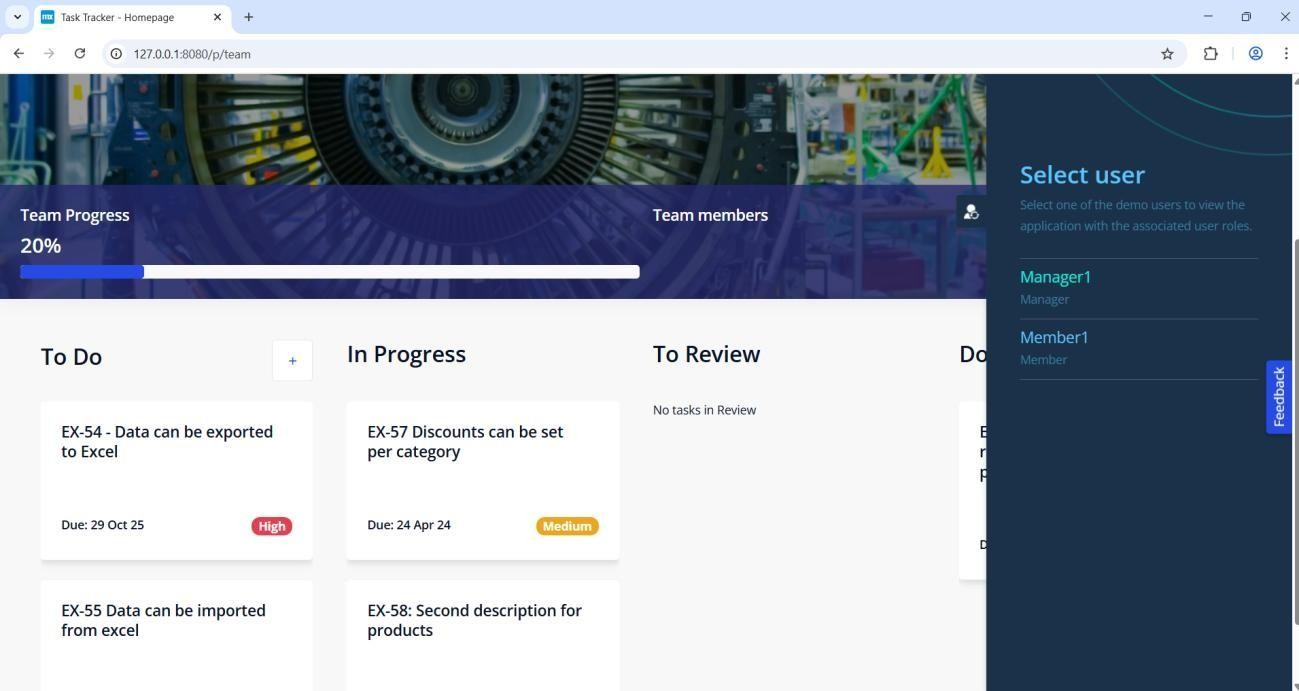 mx
Task Tracker - Homepage
127.0.0.1:8080/p/team
Team Progress
20%
Team members
To Do
+
EX-54 - Data can be exported
to Excel
Due: 29 Oct 25
High
EX-55 Data can be imported
from excel
In Progress
EX-57 Discounts can be set
per category
Due: 24 Apr 24
Medium
EX-58: Second description for
products
To Review
No tasks in Review
Do
Select user
Select one of the demo users to view the
application with the associated user roles.
Manager1
Manager
Member1
Member
Feedback